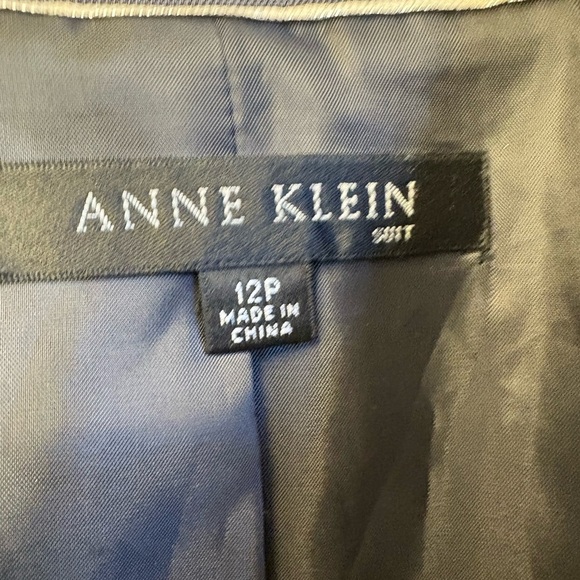 ANNE KLEIN
SUIT
12P
MADE IN
CHINA